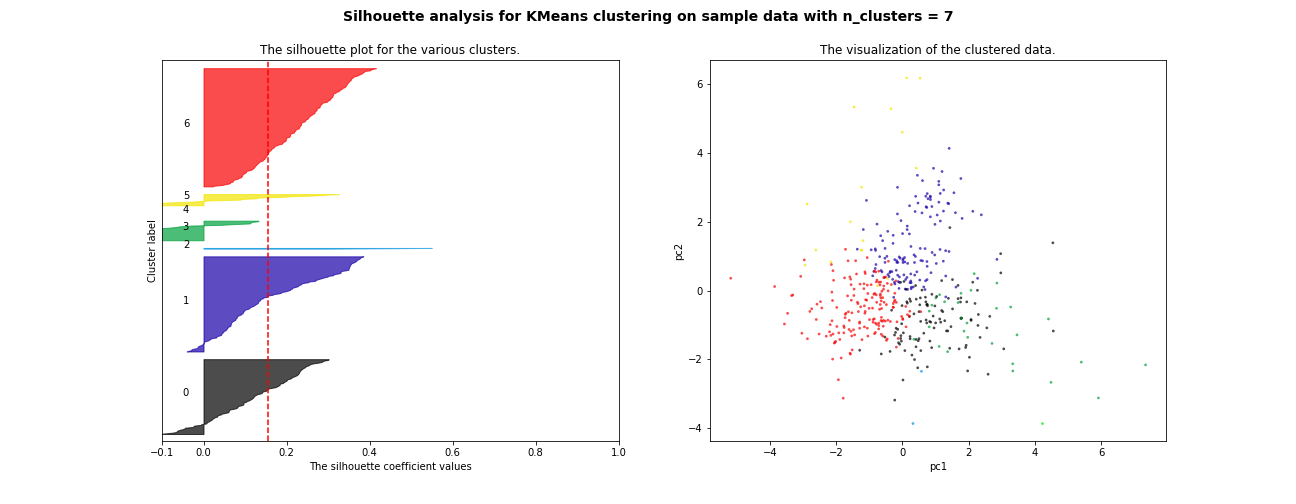 Silhouette analysis for KMeans clustering on sample data with n_clusters = 7
The silhouette plot for the various clusters.
Cluster label
6
5
4
3
2
1
0
−0.1 0.0 0.2 0.4 0.6 0.8 1.0
The silhouette coefficient values
The visualization of the clustered data.
pc2
6
4
2
0
−2
−4
−4 −2 0 2 4 6
pc1